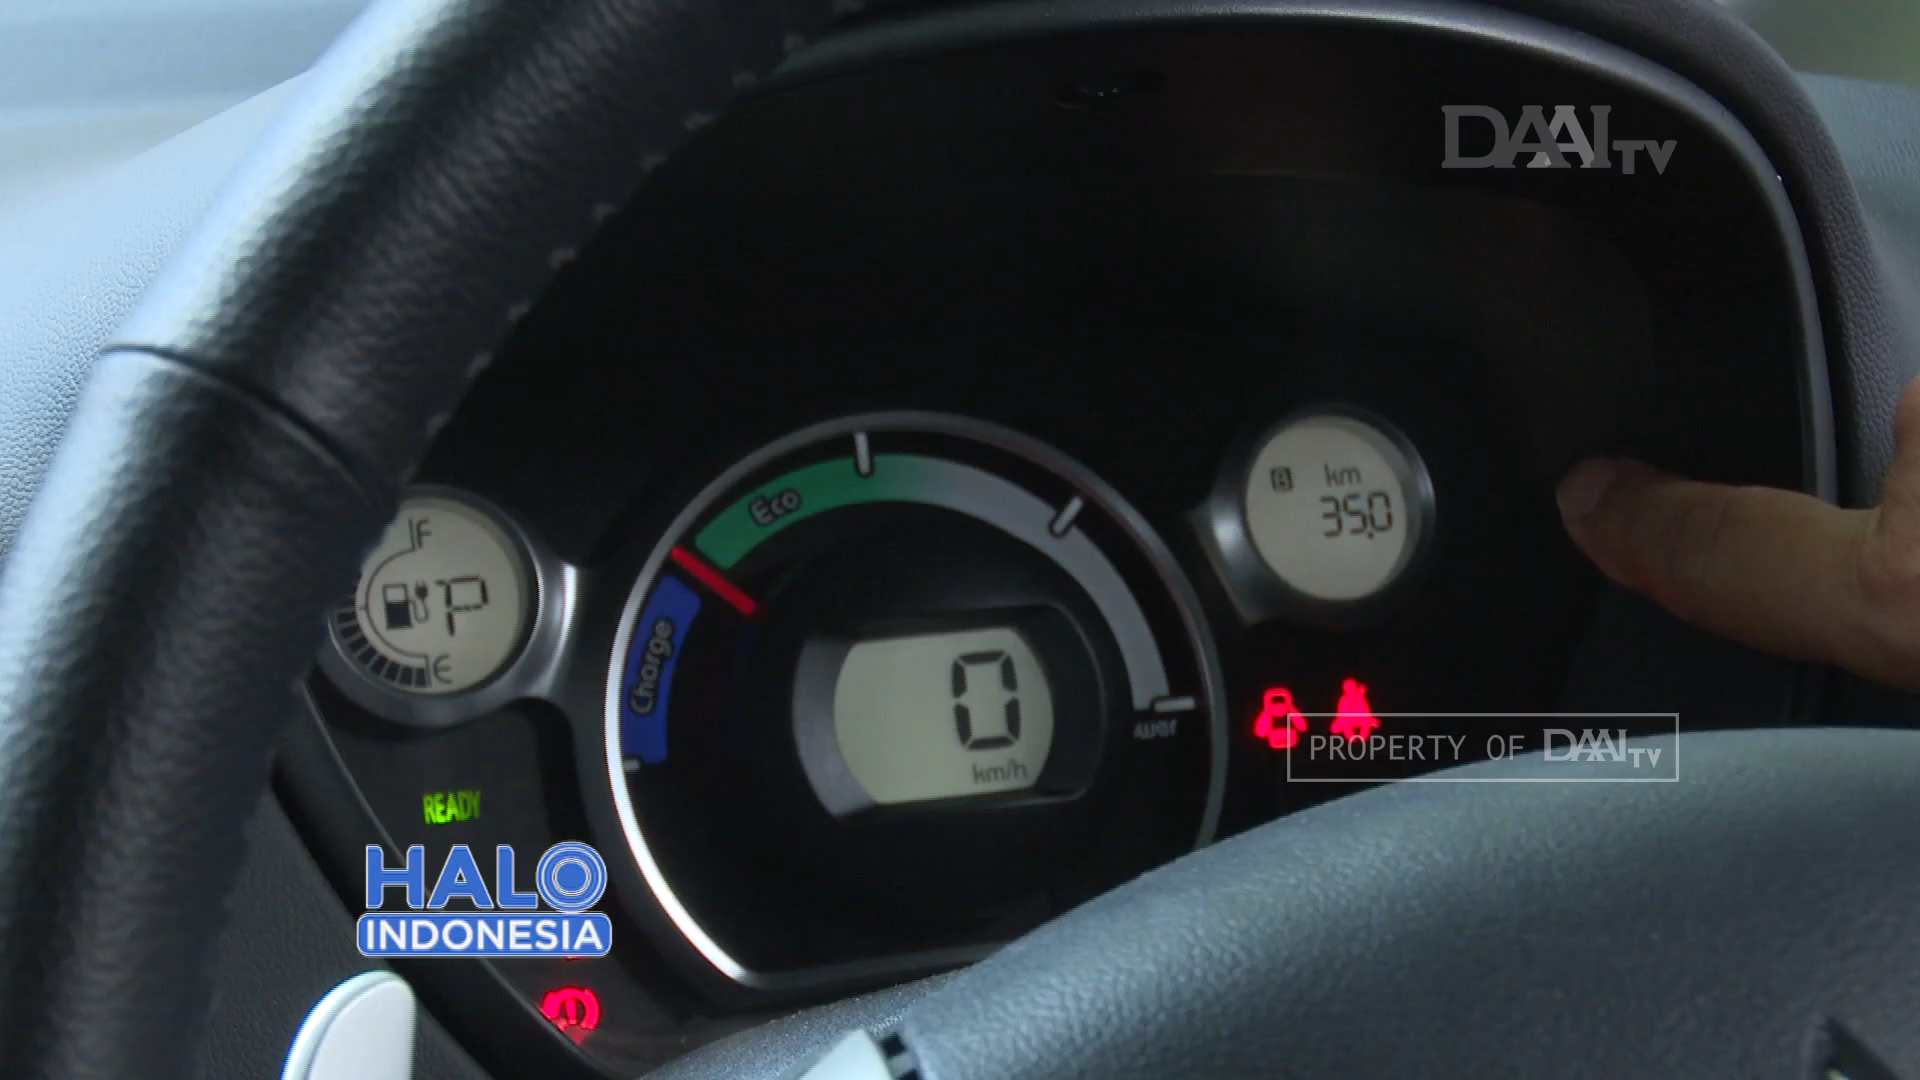 DAAI TV
F
P
E
Eco
Charge
km
35.0
B
0
km/h
READY
PROPERTY OF DAAI TV
HALO
INDONESIA